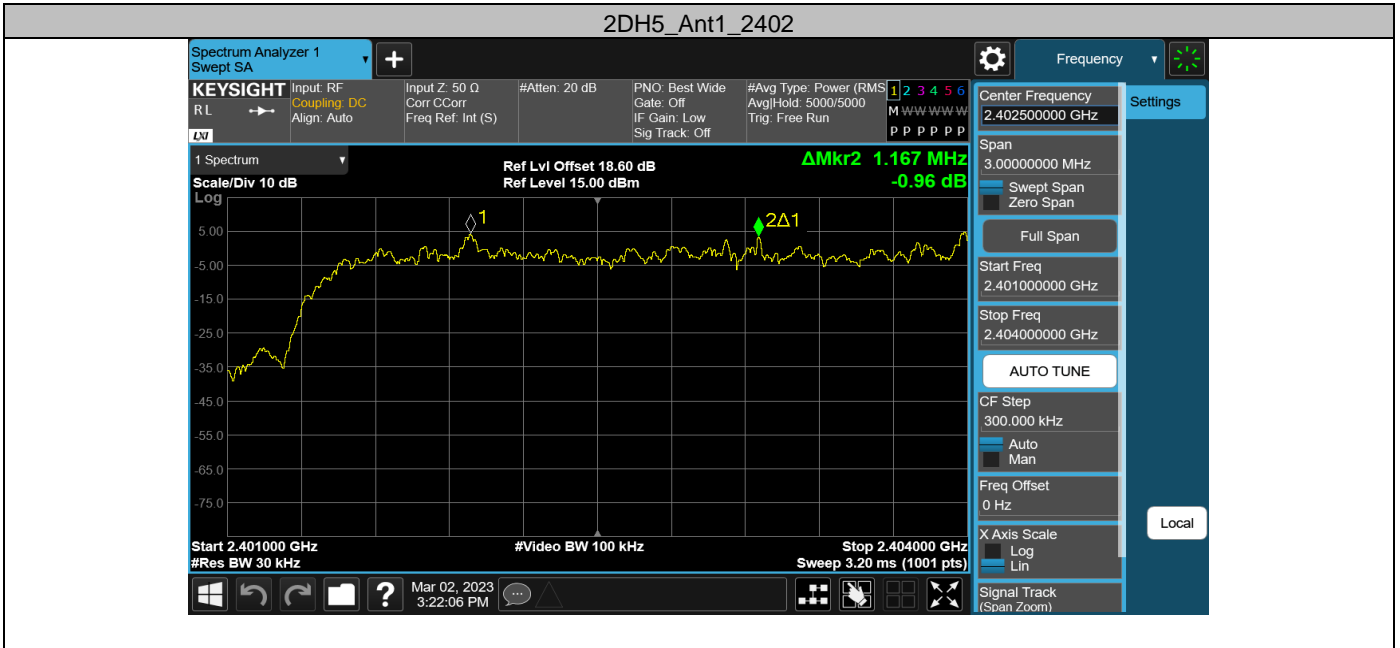 2DH5_Ant1_2402
Spectrum Analyzer 1
Swept SA
Frequency
KEYSIGHT
R L
LXI
Input: RF
Coupling: DC
Align: Auto
Input Z: 50 Ω
Corr CCorr
Freq Ref: Int (S)
#Atten: 20 dB
PNO: Best Wide
Gate: Off
IF Gain: Low
Sig Track: Off
#Avg Type: Power (RMS
Avg|Hold: 5000/5000
Trig: Free Run
1 2 3 4 5 6
M W W W W W
P P P P P P
1 Spectrum
Scale/Div 10 dB
Ref Lvl Offset 18.60 dB
Ref Level 15.00 dBm
ΔMkr2 1.167 MHz
-0.96 dB
Log
5.00
-5.00
-15.0
-25.0
-35.0
-45.0
-55.0
-65.0
-75.0
1
2Δ1
Start 2.401000 GHz
#Res BW 30 kHz
#Video BW 100 kHz
Stop 2.404000 GHz
Sweep 3.20 ms (1001 pts)
Center Frequency
2.402500000 GHz
Span
3.00000000 MHz
Swept Span
Zero Span
Full Span
Start Freq
2.401000000 GHz
Stop Freq
2.404000000 GHz
AUTO TUNE
CF Step
300.000 kHz
Auto
Man
Freq Offset
0 Hz
X Axis Scale
Log
Lin
Signal Track
(Span Zoom)
Settings
Local
?
Mar 02, 2023
3:22:06 PM